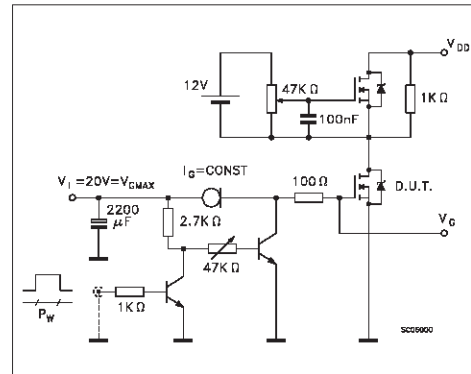 V_DD
12V
47KΩ
100nF
1KΩ
V_I =20V=V_GMAX
I_G=CONST
100Ω
D.U.T.
2200
μF
2.7KΩ
V_G
47KΩ
1KΩ
P_W
SC05000